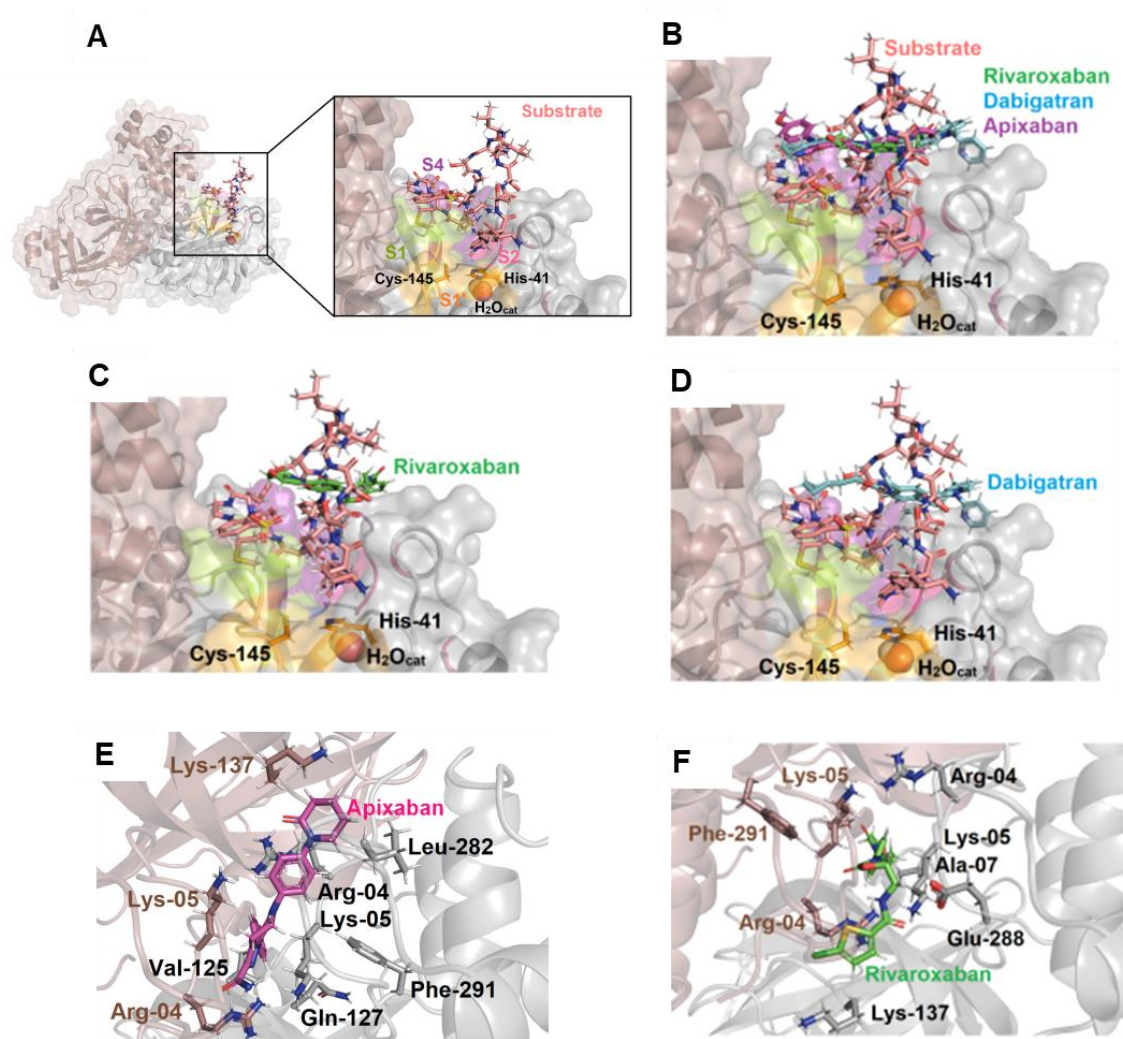 A
Substrate
S4
S1
S2
Cys-145
His-41
S1'
H₂Ocat
B
Substrate
Rivaroxaban
Dabigatran
Apixaban
His-41
Cys-145
H₂Ocat
C
Rivaroxaban
His-41
Cys-145
H₂Ocat
D
Dabigatran
His-41
Cys-145
H₂Ocat
E
Lys-137
Apixaban
Leu-282
Arg-04
Lys-05
Lys-05
Val-125
Phe-291
Arg-04
Gln-127
F
Lys-05
Arg-04
Phe-291
Lys-05
Ala-07
Arg-04
Glu-288
Rivaroxaban
Lys-137